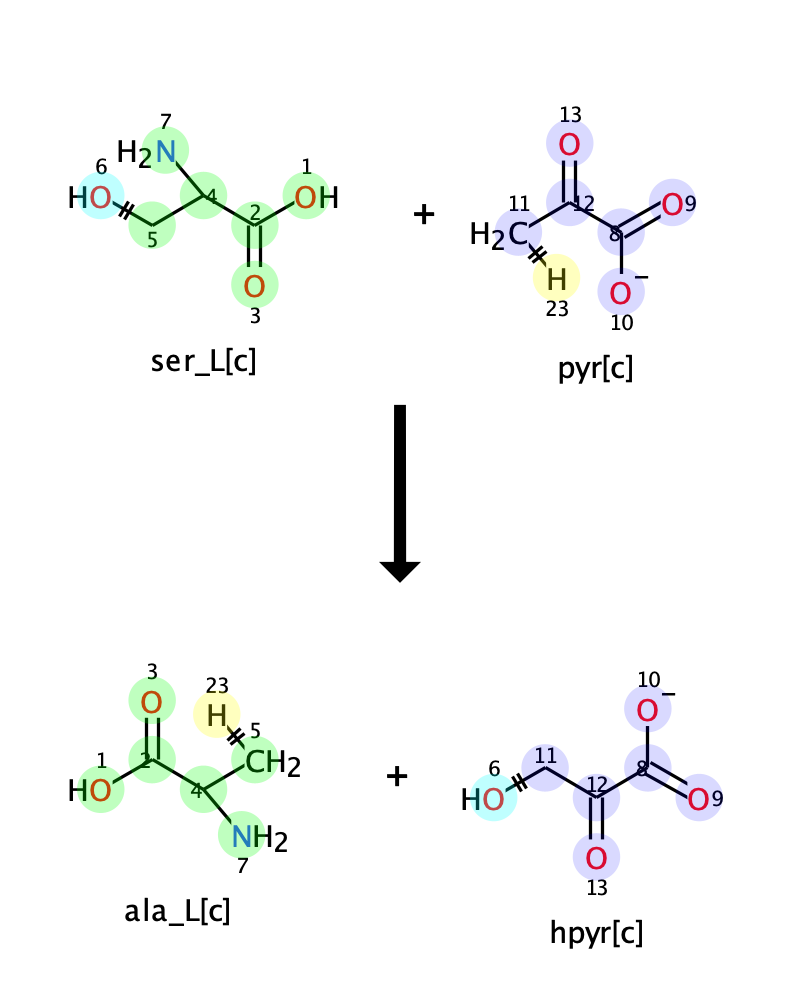 7
H2N
6
1
HO
4
OH
2
5
O
3
ser_L[c]
+
13
O
11
12
O9
H2C
8
H
O−
23
10
pyr[c]
3
O
23
H
5
1
2
CH2
HO
4
NH2
7
ala_L[c]
+
10
O−
6
11
8
12
HO
O9
O
13
hpyr[c]